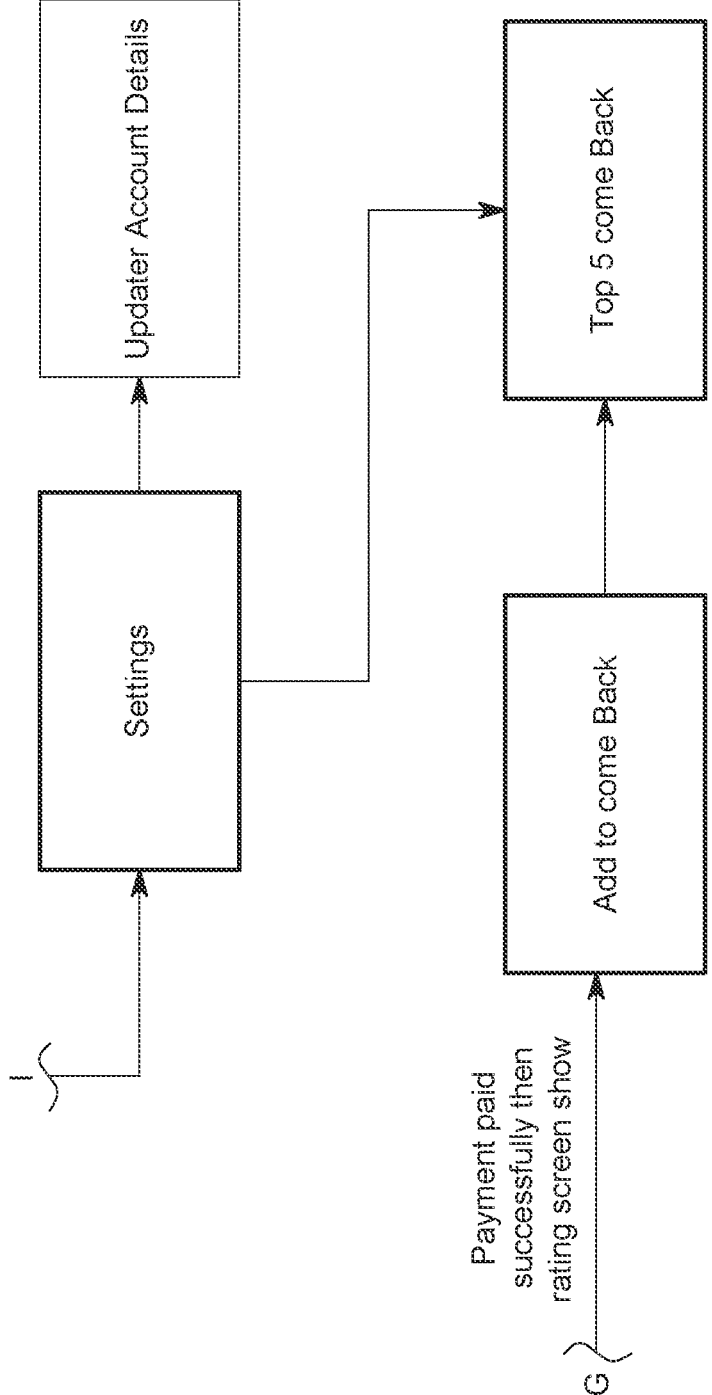 I
Settings
Updater Account Details
G
Payment paid
successfully then
rating screen show
Add to come Back
Top 5 come Back